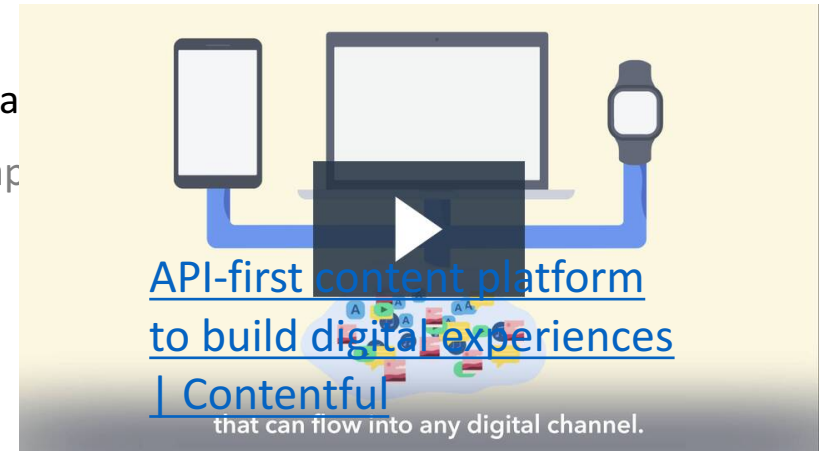 API-first content platform
to build digital experiences
| Contentful
that can flow into any digital channel.